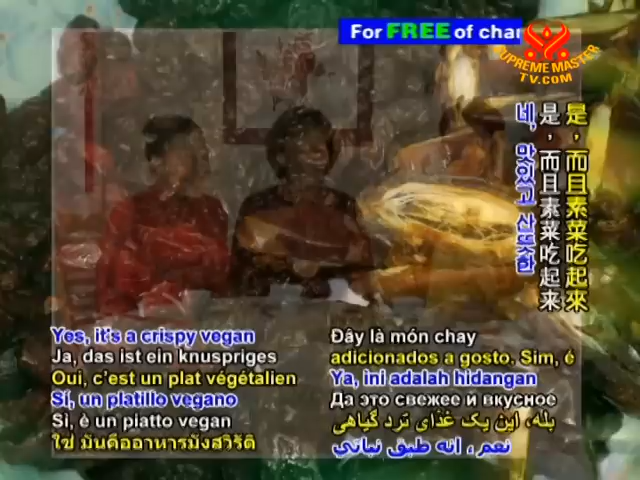 For FREE of char
SUPREME MASTER
TV.COM
是，而且素菜吃起來
是，而且素菜吃起来
네, 맛있고 산뜻한
Yes, it's a crispy vegan
Ja, das ist ein knuspriges
Oui, c'est un plat végétalien
Sí, un platillo vegano
Sì, è un piatto vegan
ใช่ มันคืออาหารมังสวิรัติ
Đây là món chay
adicionados a gosto. Sim, é
Ya, ini adalah hidangan
Да это свежее и вкусное
بله، این یک غذای ترد گیاهی
نعم، انه طبق نباتي